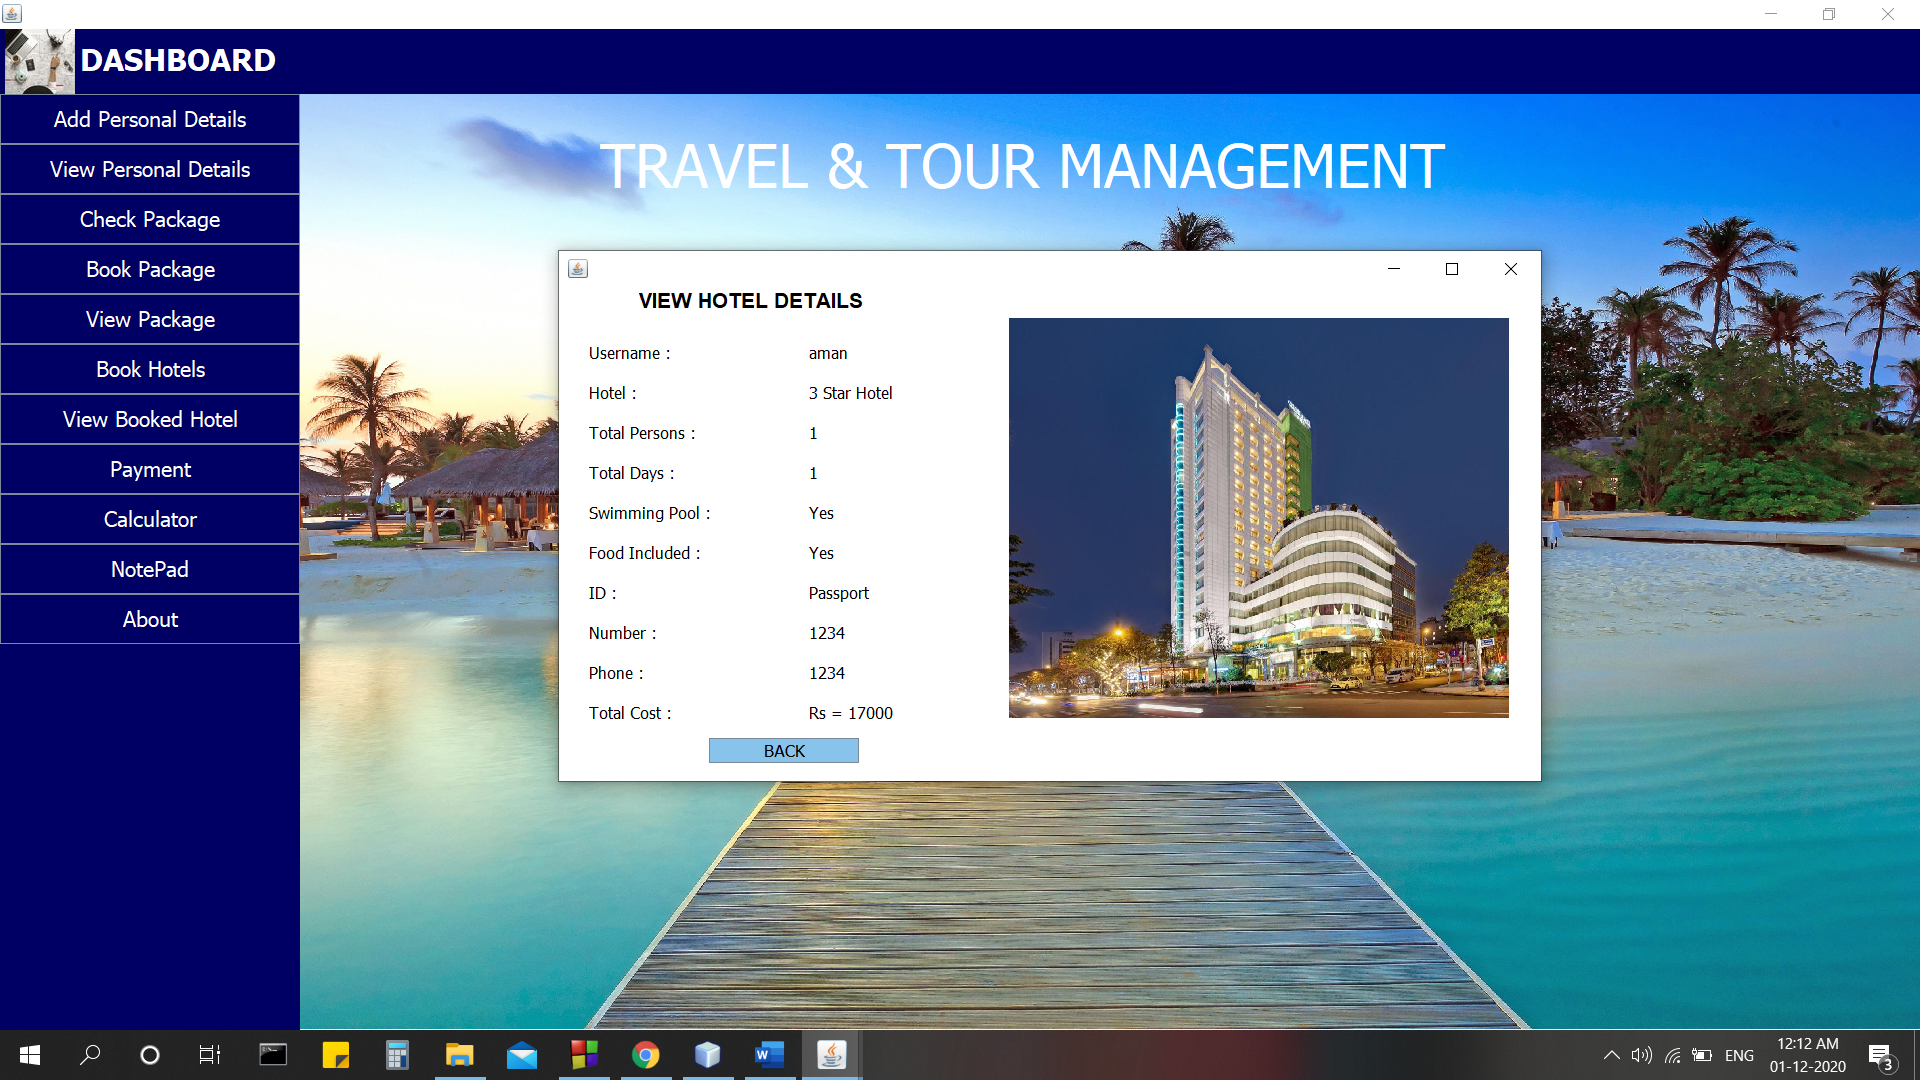 DASHBOARD
Add Personal Details
View Personal Details
Check Package
Book Package
View Package
Book Hotels
View Booked Hotel
Payment
Calculator
NotePad
About
TRAVEL & TOUR MANAGEMENT
VIEW HOTEL DETAILS
Username : aman
Hotel : 3 Star Hotel
Total Persons : 1
Total Days : 1
Swimming Pool : Yes
Food Included : Yes
ID : Passport
Number : 1234
Phone : 1234
Total Cost : Rs = 17000
BACK
ENG
12:12 AM
01-12-2020
3